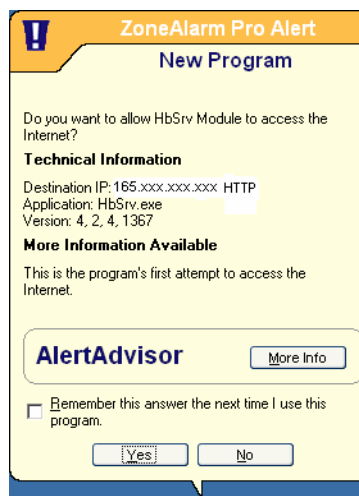 !
ZoneAlarm Pro Alert
New Program
Do you want to allow HbSrv Module to access the
Internet?
Technical Information
Destination IP: 165.xxx.xxx.xxx HTTP
Application: HbSrv.exe
Version: 4, 2, 4, 1367
More Information Available
This is the program's first attempt to access the
Internet.
AlertAdvisor
More Info
Remember this answer the next time I use this
program.
Yes
No